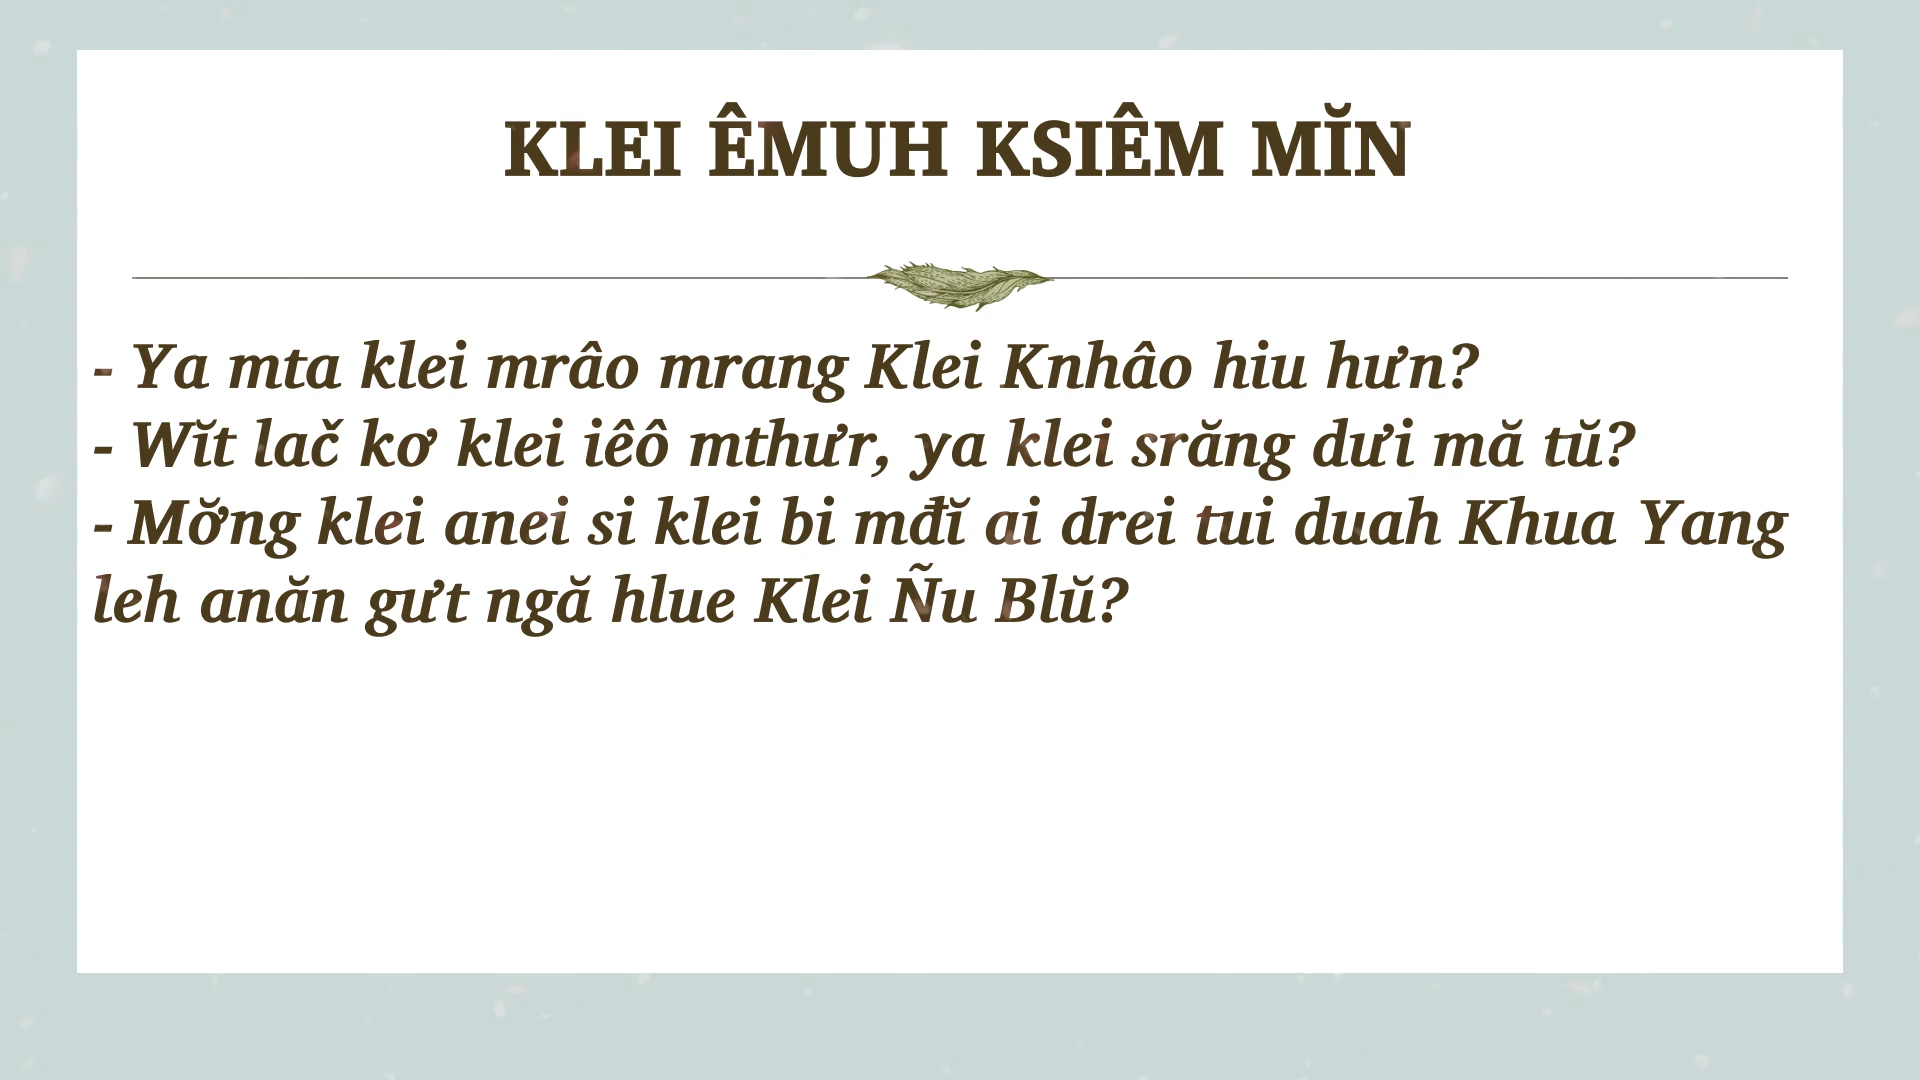 KLEI ÊMUH KSIÊM MĬN
- Ya mta klei mrâo mrang Klei Knhâo hiu hưn?
- Wĭt lač kơ klei iêô mthưr, ya klei srăng dưi mă tŭ?
- Mơ̆ng klei anei si klei bi mđĭ ai drei tui duah Khua Yang
leh anăn gưt ngă hlue Klei Ñu Blŭ?